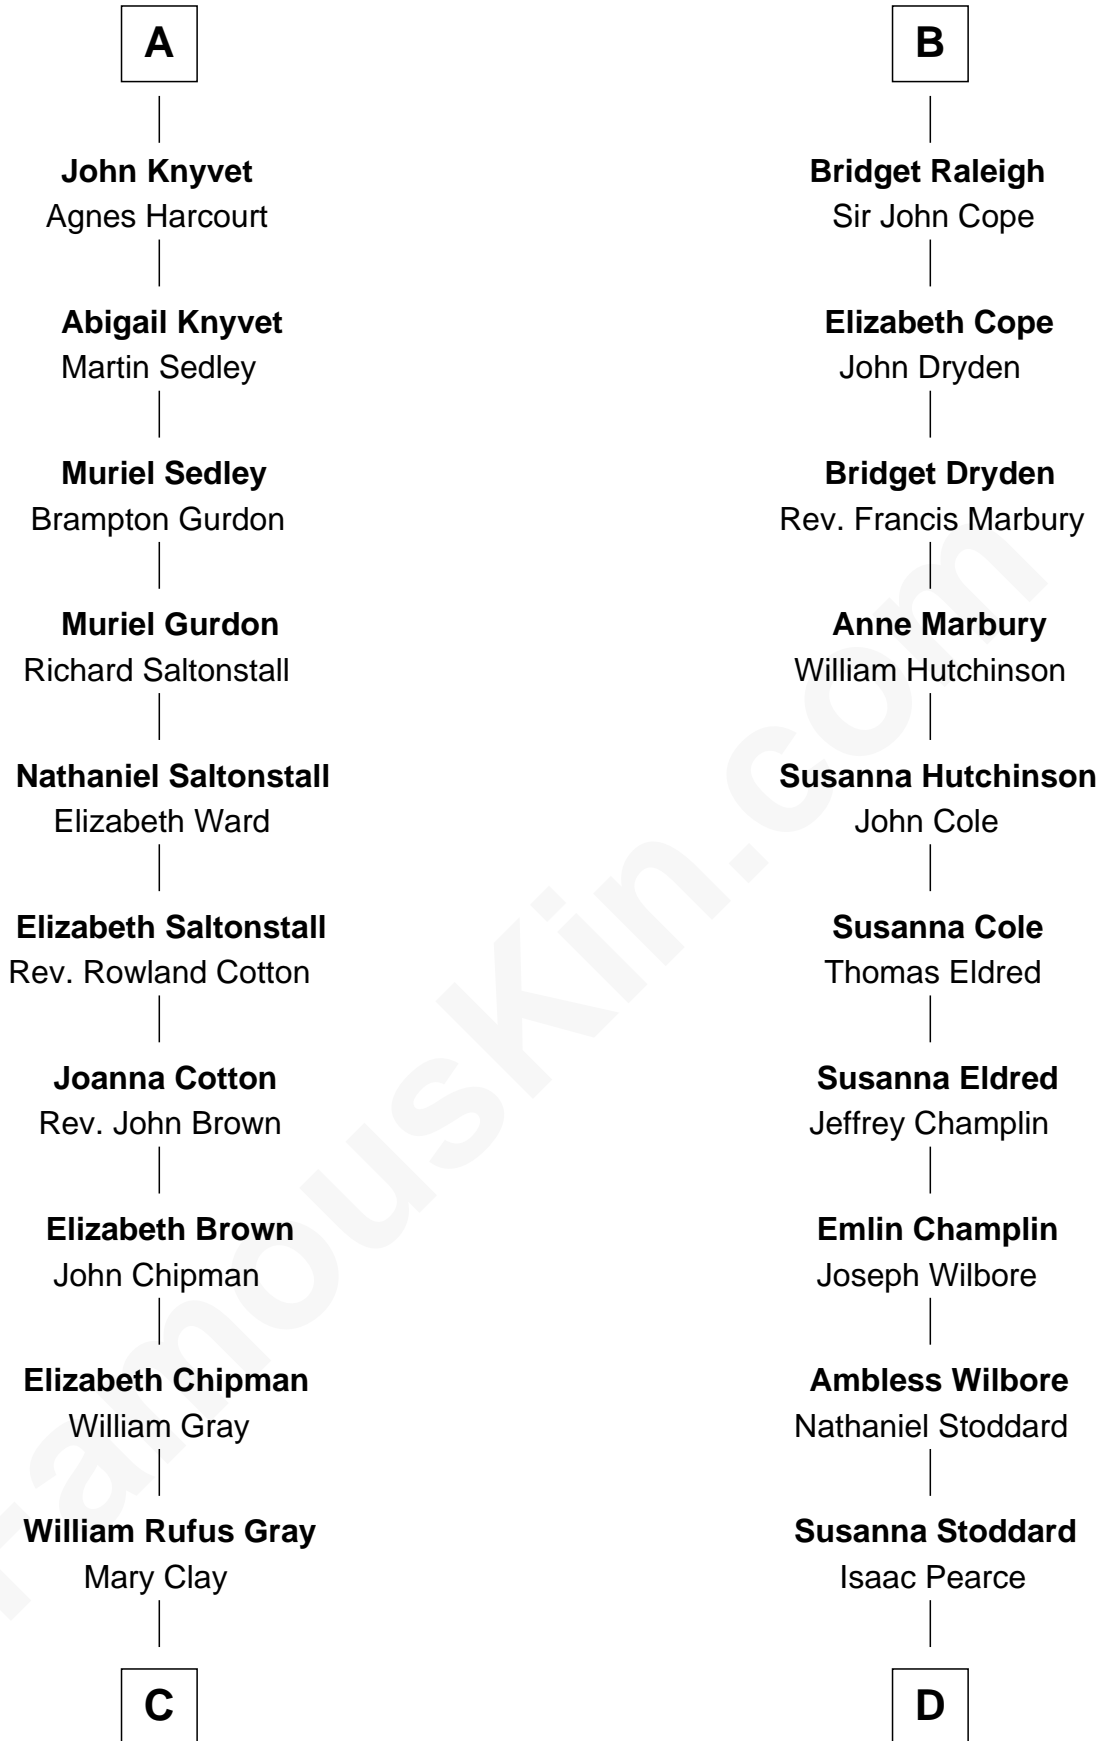 A
John Knyvet
Agnes Harcourt
Abigail Knyvet
Martin Sedley
Muriel Sedley
Brampton Gurdon
Muriel Gurdon
Richard Saltonstall
Nathaniel Saltonstall
Elizabeth Ward
Elizabeth Saltonstall
Rev. Rowland Cotton
Joanna Cotton
Rev. John Brown
Elizabeth Brown
John Chipman
Elizabeth Chipman
William Gray
William Rufus Gray
Mary Clay
C
B
Bridget Raleigh
Sir John Cope
Elizabeth Cope
John Dryden
Bridget Dryden
Rev. Francis Marbury
Anne Marbury
William Hutchinson
Susanna Hutchinson
John Cole
Susanna Cole
Thomas Eldred
Susanna Eldred
Jeffrey Champlin
Emlin Champlin
Joseph Wilbore
Ambless Wilbore
Nathaniel Stoddard
Susanna Stoddard
Isaac Pearce
D
FamousKin.com